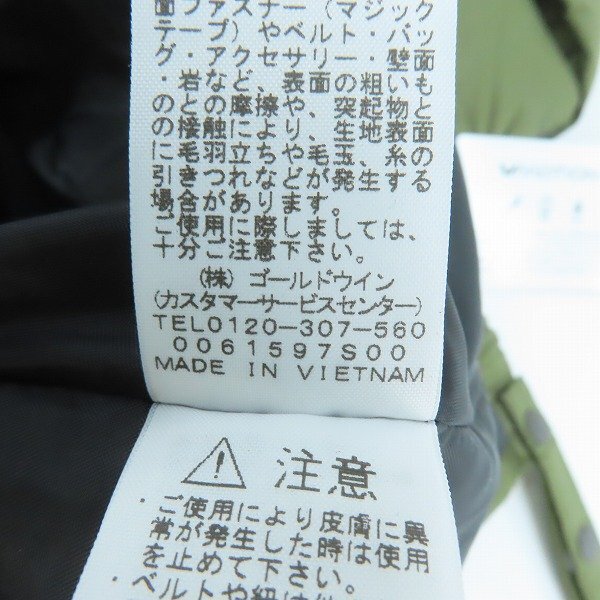 面ファスナー(マジック
テープ)やベルト・バッ
グ・アクセサリー、壁面
・岩など、表面の粗いも
のとの摩擦や、突起物と
の接触により、生地表面
に毛羽立ちや毛玉、糸の
引きつれなどが発生する
場合があります。
ご使用に際しましては、
十分ご注意下さい。
(株) ゴールドウイン
(カスタマーサービスセンター)
TEL0120-307-560
0061597S00
MADE IN VIETNAM
注意
・ご使用により皮膚に異
常が発生した時は使用
を止めて下さい。
・ベルトや紐は